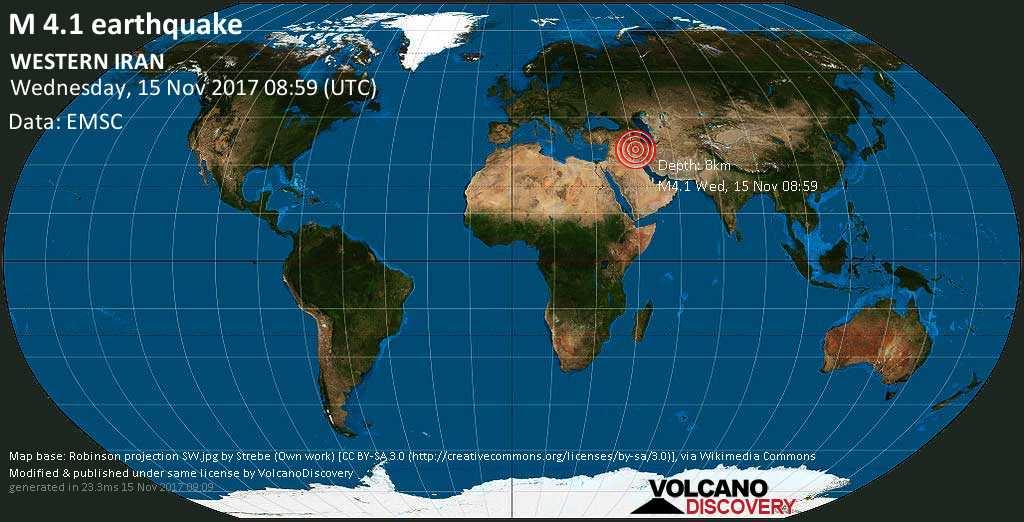 M 4.1 earthquake
WESTERN IRAN
Wednesday, 15 Nov 2017 08:59 (UTC)
Data: EMSC
Depth: 8km
M4.1 Wed, 15 Nov 08:59
Map base: Robinson projection SW.jpg by Strebe (Own work) [CC BY-SA 3.0 (http://creativecommons.org/licenses/by-sa/3.0)], via Wikimedia Commons
Modified & published under same license by VolcanoDiscovery
generated in 23.3ms 15 Nov 2017 09:09
VOLCANO
DISCOVERY